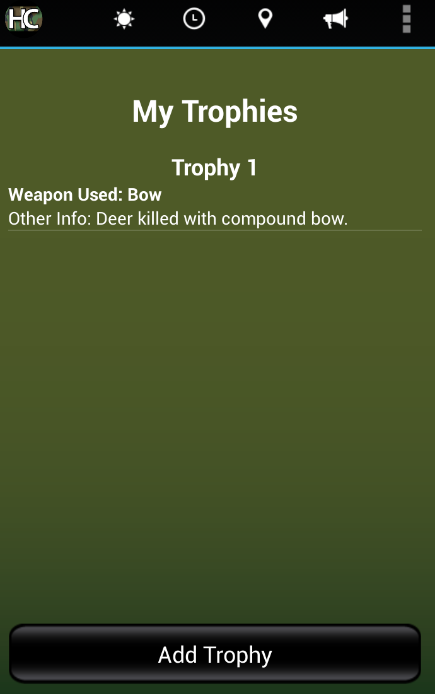 HC
My Trophies
Trophy 1
Weapon Used: Bow
Other Info: Deer killed with compound bow.
Add Trophy